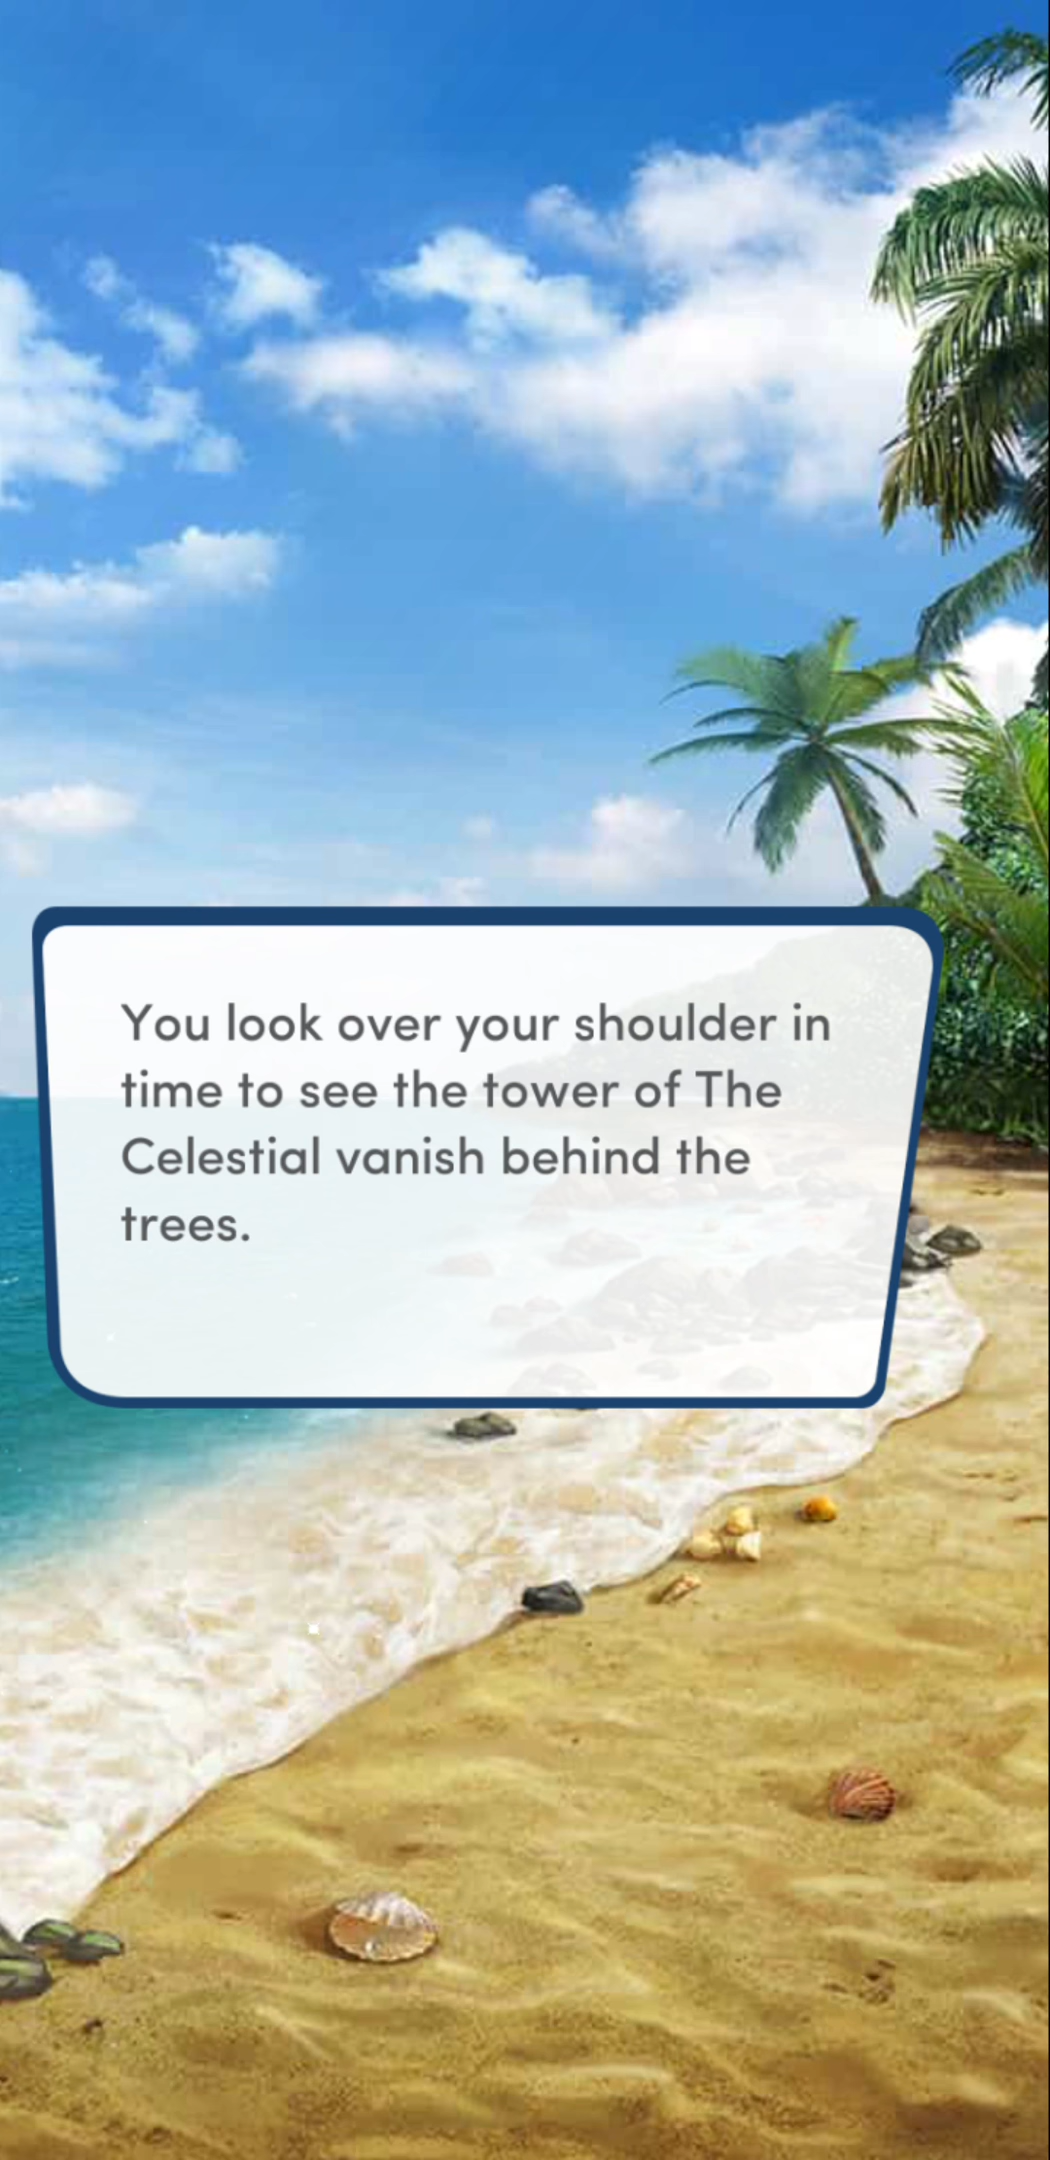 You look over your shoulder in
time to see the tower of The
Celestial vanish behind the
trees.